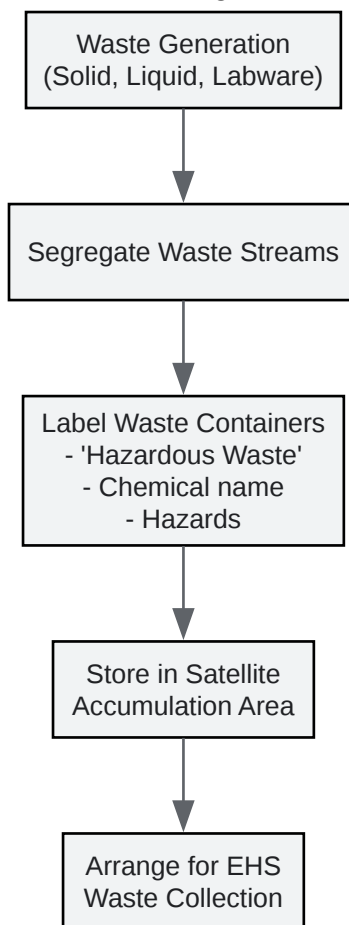 Waste Generation
(Solid, Liquid, Labware)
Segregate Waste Streams
Label Waste Containers
- 'Hazardous Waste'
- Chemical name
- Hazards
Store in Satellite
Accumulation Area
Arrange for EHS
Waste Collection